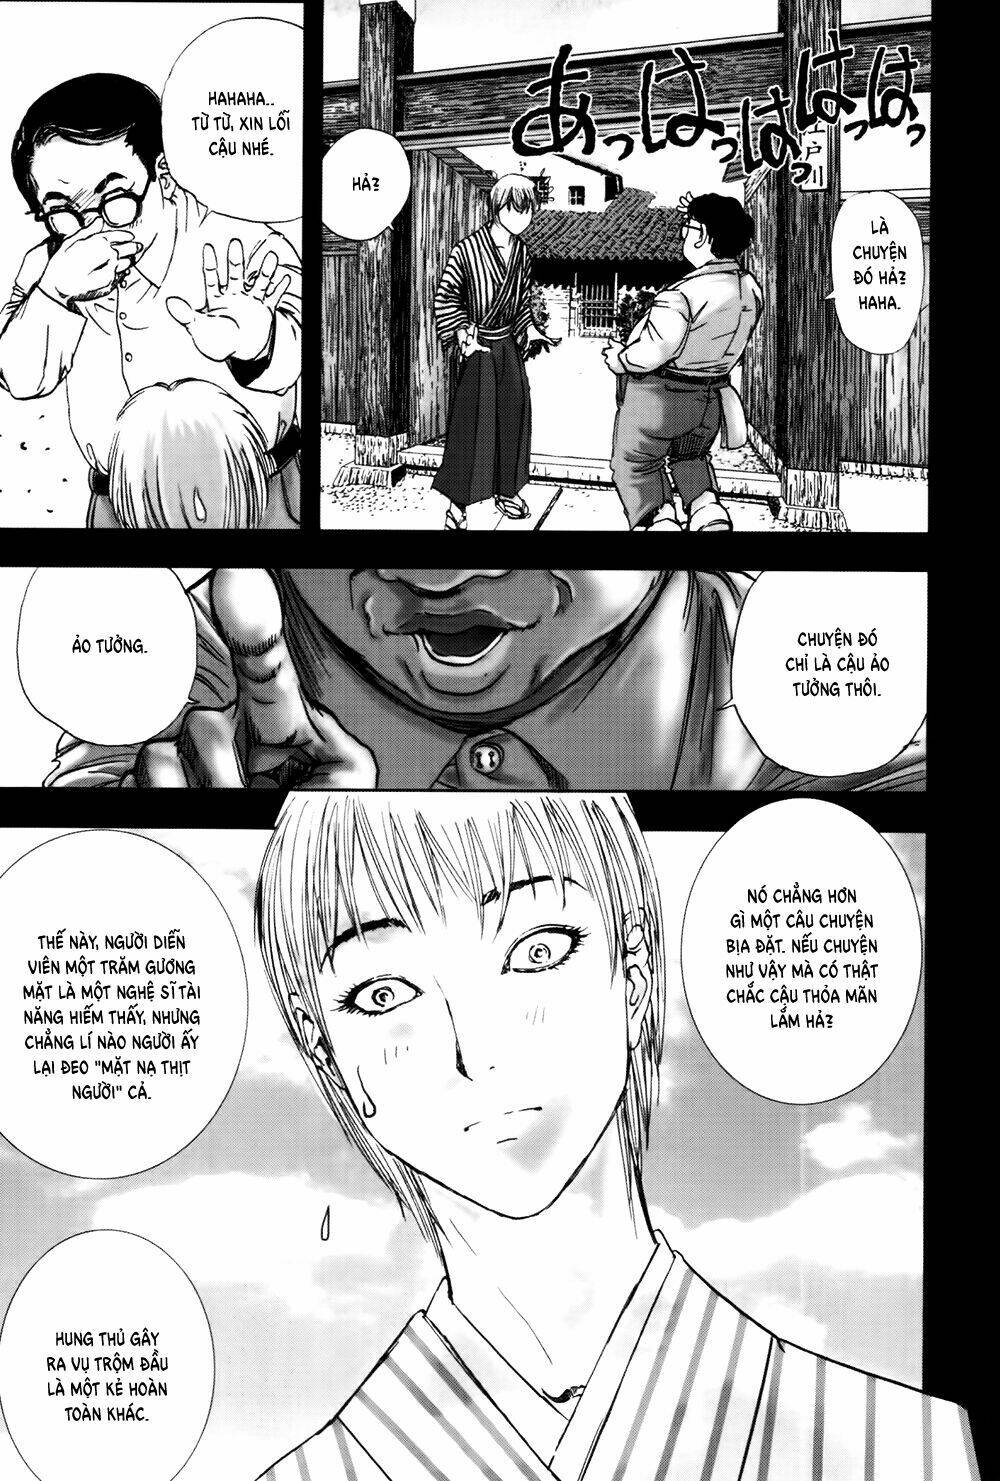 あっはっはっはっはっ
江戸川
LÀ
CHUYỆN
ĐÓ HẢ?
HAHA.
HẢ?
HAHAHA..
TỪ TỪ, XIN LỖI
CẬU NHÉ.
CHUYỆN ĐÓ
CHỈ LÀ CẬU ẢO
TƯỞNG THÔI.
ẢO TƯỞNG.
NÓ CHẲNG HƠN
GÌ MỘT CÂU CHUYỆN
BỊA ĐẶT. NẾU CHUYỆN
NHƯ VẬY MÀ CÓ THẬT
CHẮC CẬU THỎA MÃN
LẮM HẢ?
THẾ NÀY, NGƯỜI DIỄN
VIÊN MỘT TRĂM GƯƠNG
MẶT LÀ MỘT NGHỆ SĨ TÀI
NĂNG HIẾM THẤY, NHƯNG
CHẲNG LÍ NÀO NGƯỜI ẤY
LẠI ĐEO "MẶT NẠ THỊT
NGƯỜI" CẢ.
HUNG THỦ GÂY
RA VỤ TRỘM ĐẦU
LÀ MỘT KẺ HOÀN
TOÀN KHÁC.